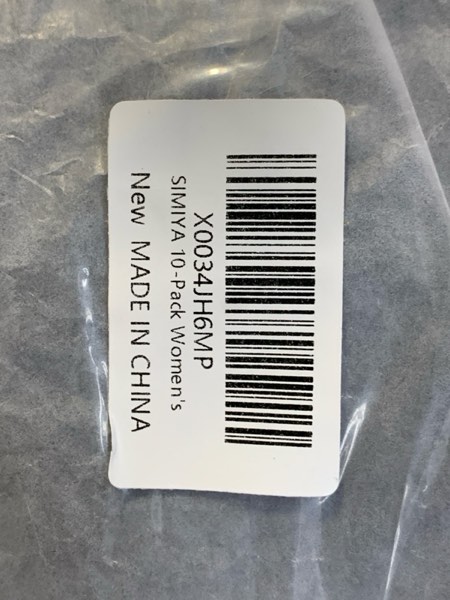 X0034JH6MP
SIMIYA 10-Pack Women's
New MADE IN CHINA